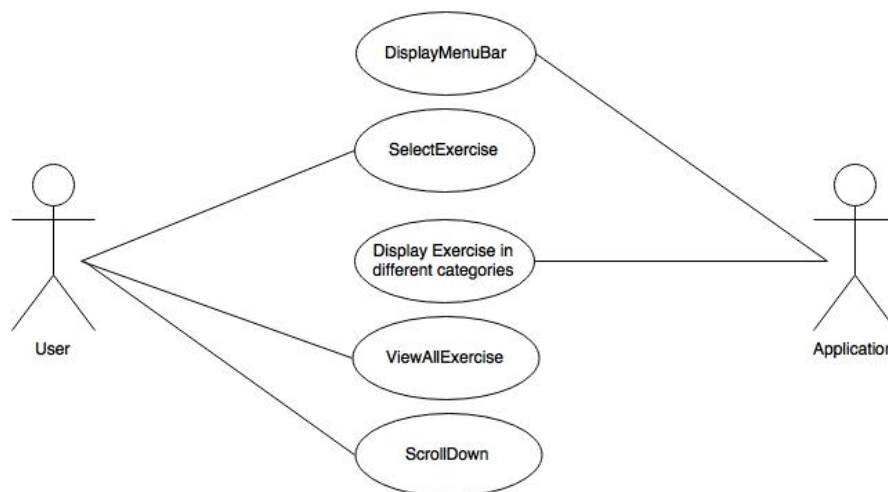 DisplayMenuBar
SelectExercise
Display Exercise in
different categories
User
ViewAllExercise
Application
ScrollDown